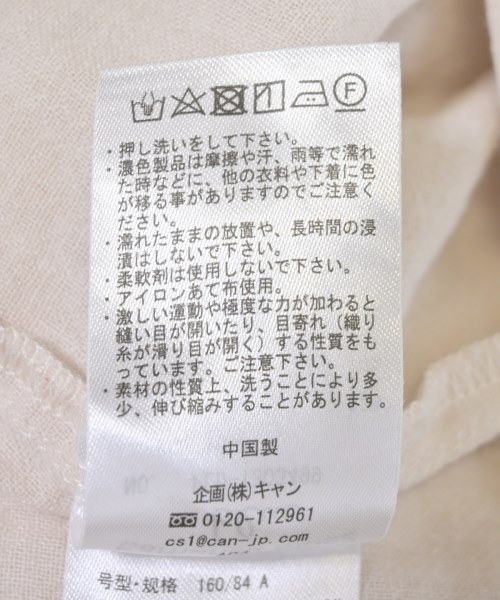 ・押し洗いをして下さい。
・濃色製品は摩擦や汗、雨等で濡れ
た時などに、他の衣料や下着に色
が移る事がありますのでご注意く
ださい。
・濡れたままの放置や、長時間の浸
漬はしないで下さい。
・柔軟剤は使用しないで下さい。
・アイロンあて布使用。
・激しい運動や極度な力が加わると
縫い目が開いたり、目寄れ（織り
糸が滑り目が開く）する性質をも
っています。ご注意下さい。
・素材の性質上、洗うことにより多
少、伸び縮みすることがあります。
中国製
企画(株)キャン
0120-112961
cs1@can-jp.com
号型·规格 160/84 A